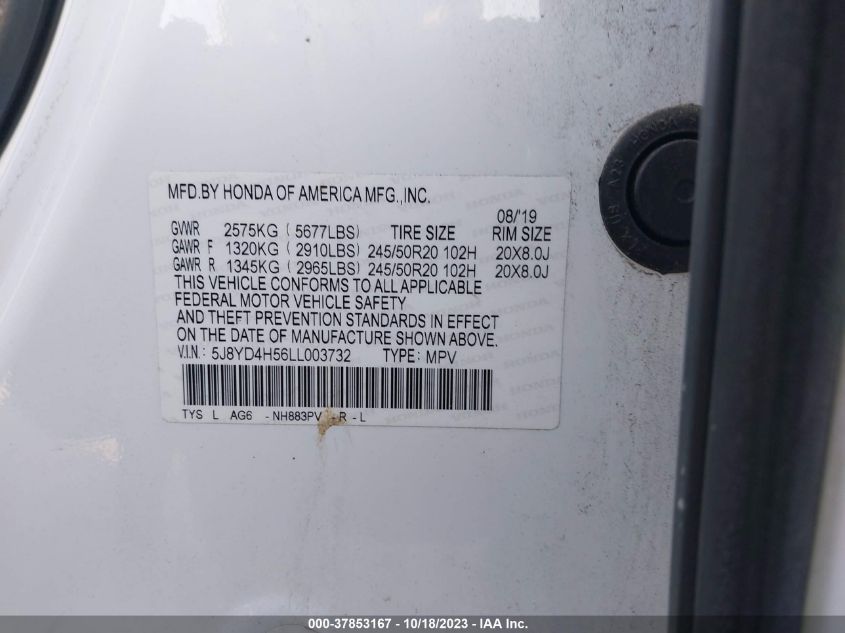 MFD.BY HONDA OF AMERICA MFG.,INC.
08/'19
GVWR 2575KG ( 5677LBS) TIRE SIZE RIM SIZE
GAWR F 1320KG ( 2910LBS) 245/50R20 102H 20X8.0J
GAWR R 1345KG ( 2965LBS) 245/50R20 102H 20X8.0J
THIS VEHICLE CONFORMS TO ALL APPLICABLE
FEDERAL MOTOR VEHICLE SAFETY
AND THEFT PREVENTION STANDARDS IN EFFECT
ON THE DATE OF MANUFACTURE SHOWN ABOVE.
V.I.N.: 5J8YD4H56LL003732 TYPE: MPV
TYS L AG6 -NH883PV -R -L
HONDA
000-37853167 - 10/18/2023 - IAA Inc.